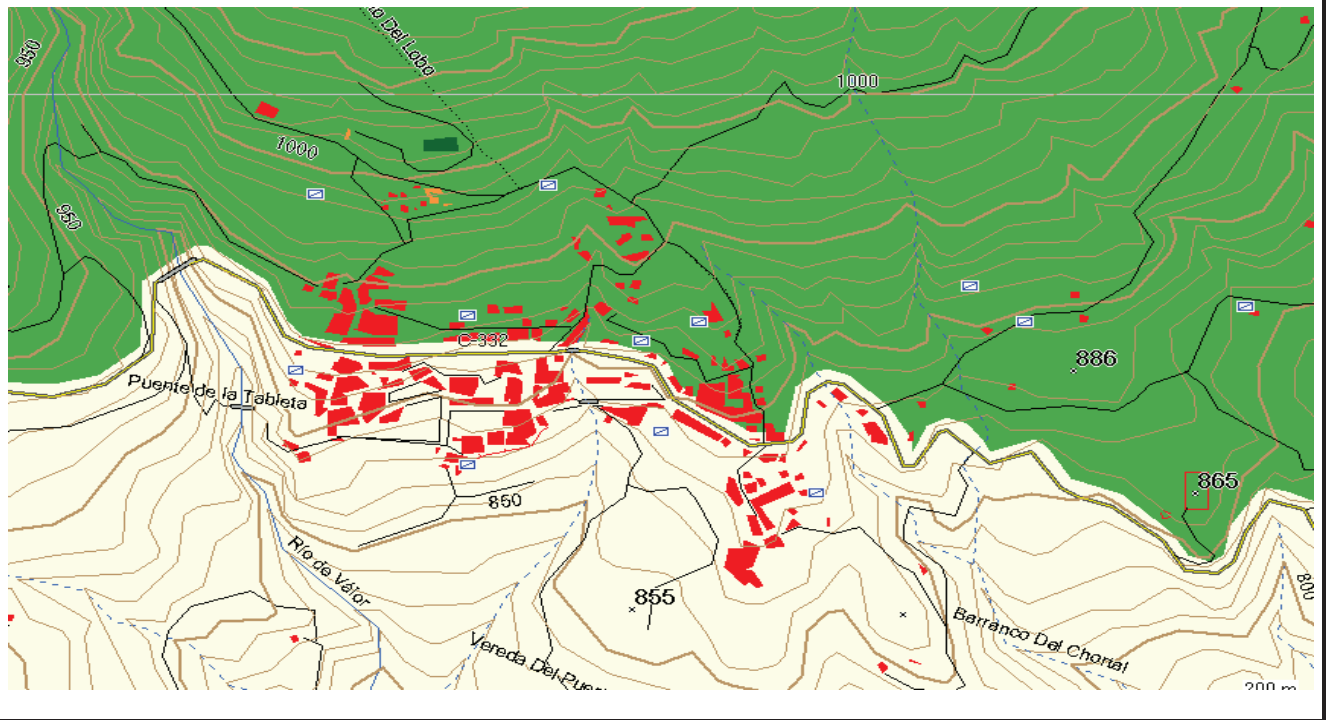 Del Lobo
950
1000
1000
950
C-332
886
Puente de la Tableta
865
850
Río de Válor
800
855
Barranco Del Chortal
Vereda Del
200 m